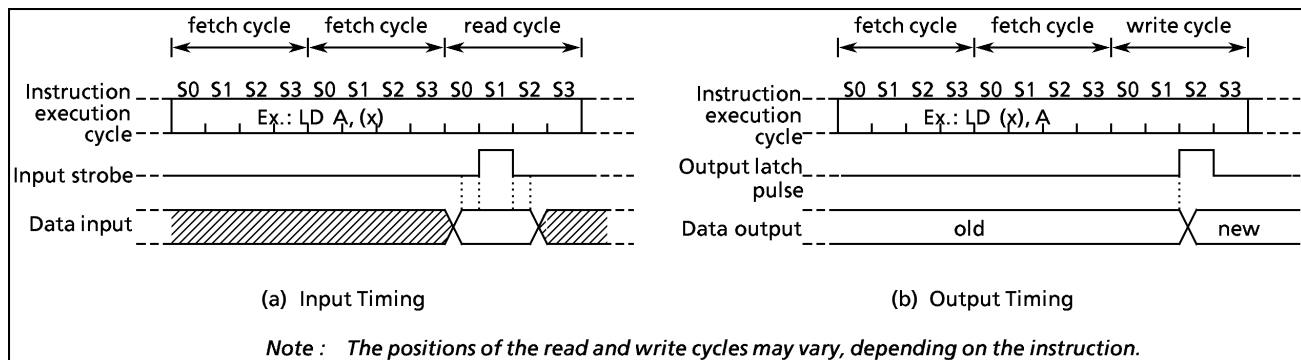 fetch cycle fetch cycle read cycle
S0 S1 S2 S3 S0 S1 S2 S3 S0 S1 S2 S3
Instruction execution cycle
Ex.: LD A, (x)
Input strobe
Data input
(a) Input Timing
fetch cycle fetch cycle write cycle
S0 S1 S2 S3 S0 S1 S2 S3 S0 S1 S2 S3
Instruction execution cycle
Ex.: LD (x), A
Output latch pulse
Data output
old new
(b) Output Timing
Note : The positions of the read and write cycles may vary, depending on the instruction.